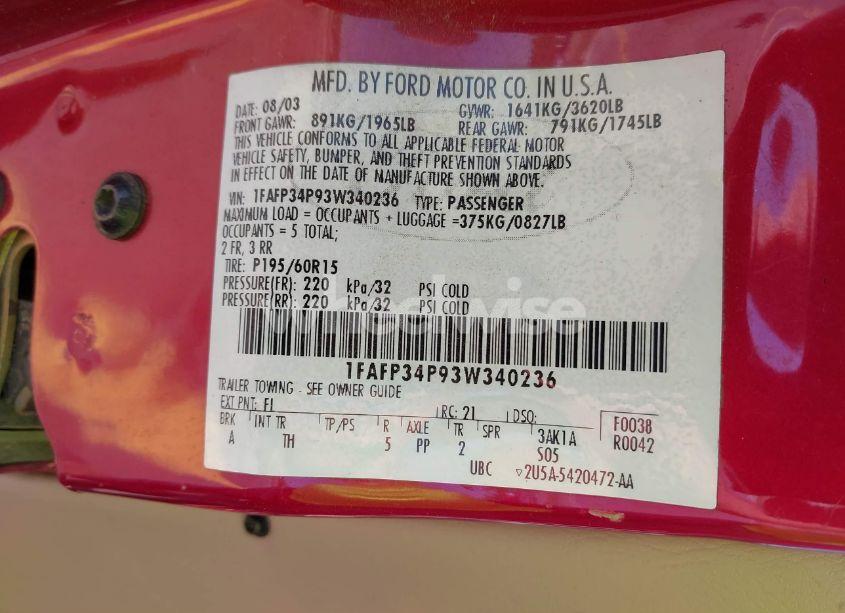 MFD. BY FORD MOTOR CO. IN U.S.A.
DATE: 08/03 GVWR: 1641KG/3620LB
FRONT GAWR: 891KG/1965LB REAR GAWR: 791KG/1745LB
THIS VEHICLE CONFORMS TO ALL APPLICABLE FEDERAL MOTOR
VEHICLE SAFETY, BUMPER, AND THEFT PREVENTION STANDARDS
IN EFFECT ON THE DATE OF MANUFACTURE SHOWN ABOVE.
VIN: 1FAFP34P93W340236 TYPE: PASSENGER
MAXIMUM LOAD = OCCUPANTS + LUGGAGE =375KG/0827LB
OCCUPANTS = 5 TOTAL;
2 FR, 3 RR
TIRE: P195/60R15
PRESSURE(FR): 220 kPa/32 PSI COLD
PRESSURE(RR): 220 kPa/32 PSI COLD
wheelwise
1FAFP34P93W340236
TRAILER TOWING - SEE OWNER GUIDE
EXT PNT: FL RC: 21 DSO: F0038
BRK INT TR TP/PS R AXLE TR SPR 3AK1A R0042
A TH 5 PP 2 S05
UBC ▽2U5A-5420472-AA